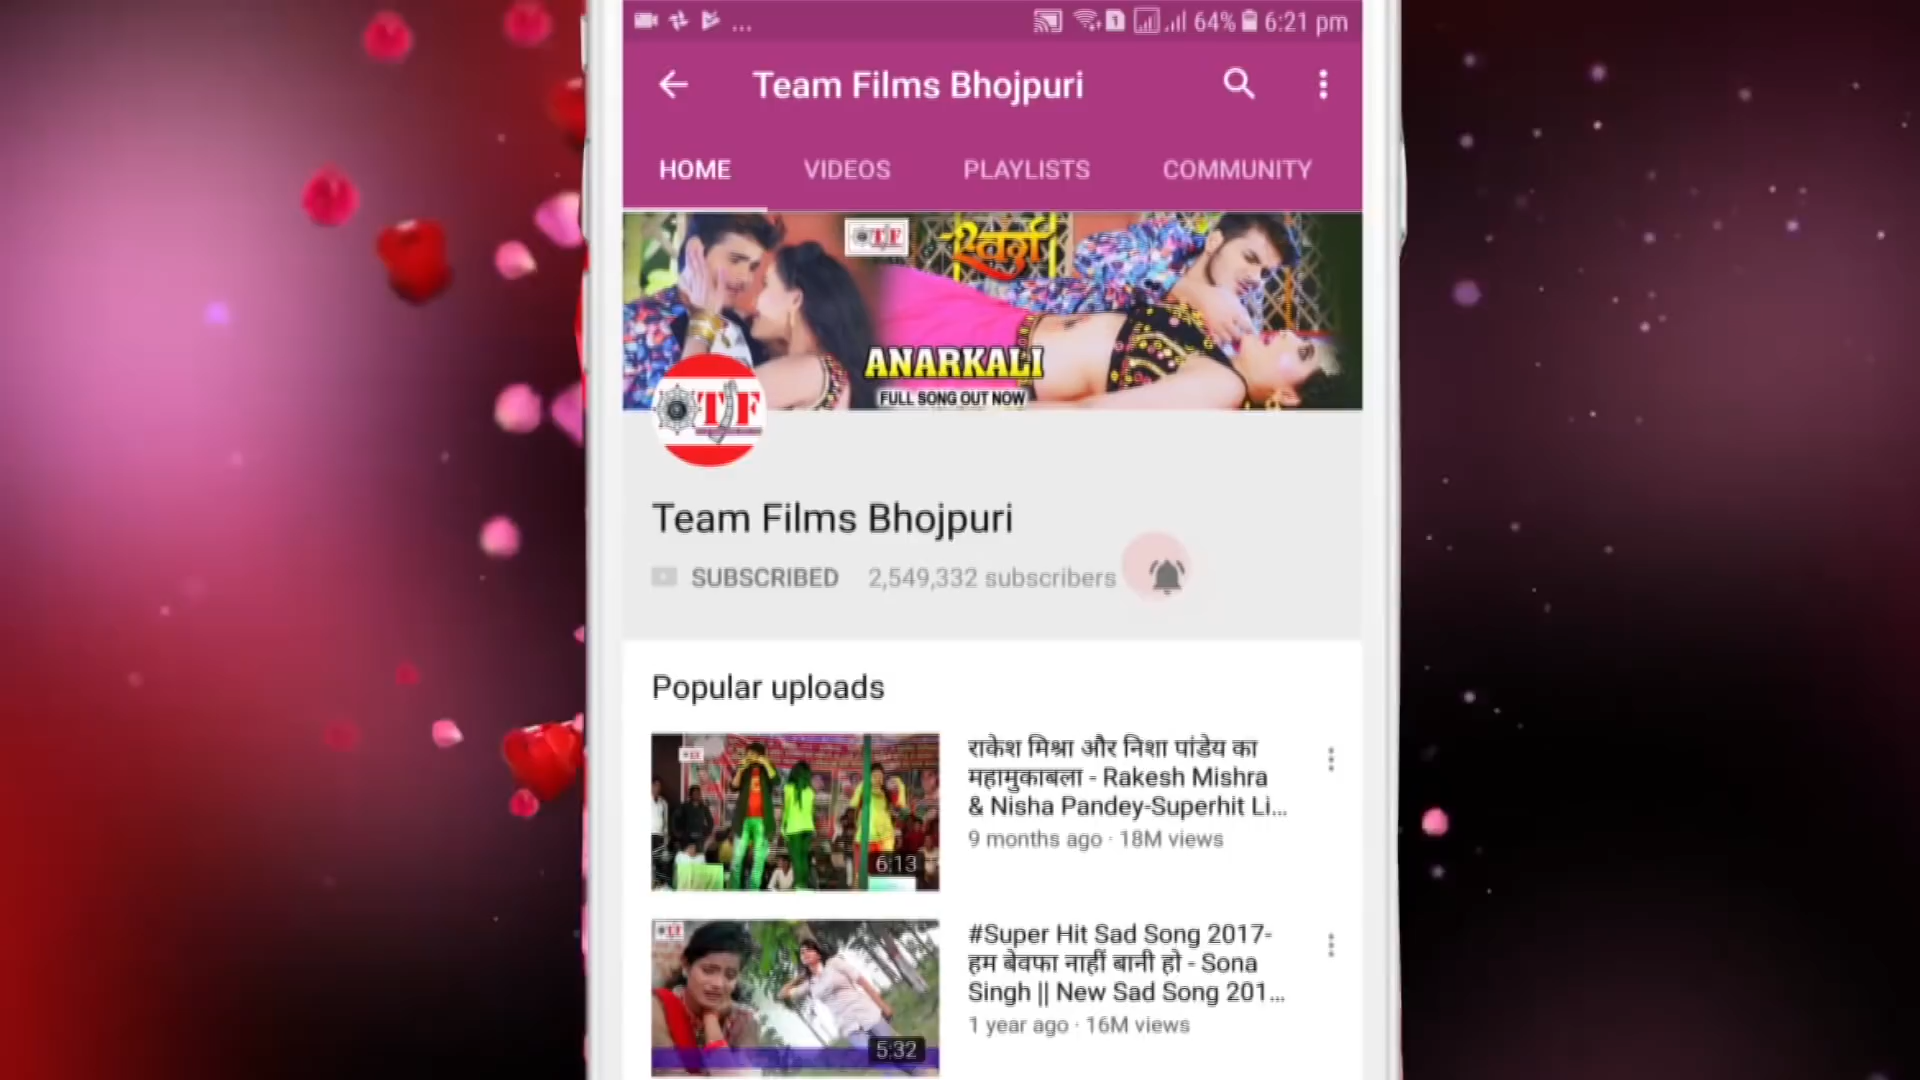 ... 1 64% 6:21 pm
Team Films Bhojpuri
HOME VIDEOS PLAYLISTS COMMUNITY
TF
स्वर्ग
ANARKALI
FULL SONG OUT NOW
TF
Team Films Bhojpuri
SUBSCRIBED 2,549,332 subscribers
Popular uploads
राकेश मिश्रा और निशा पांडेय का
महामुकाबला - Rakesh Mishra
& Nisha Pandey-Superhit Li...
9 months ago · 18M views
6:13
#Super Hit Sad Song 2017-
हम बेवफा नाहीं बानी हो - Sona
Singh || New Sad Song 201...
1 year ago · 16M views
5:32